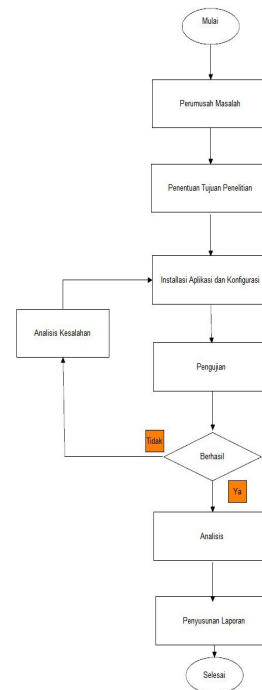 Mulai
Perumusah Masalah
Penentuan Tujuan Penelitian
Installasi Aplikasi dan Konfigurasi
Analisis Kesalahan
Pengujian
Tidak
Berhasil
Ya
Analisis
Penyusunan Laporan
Selesai